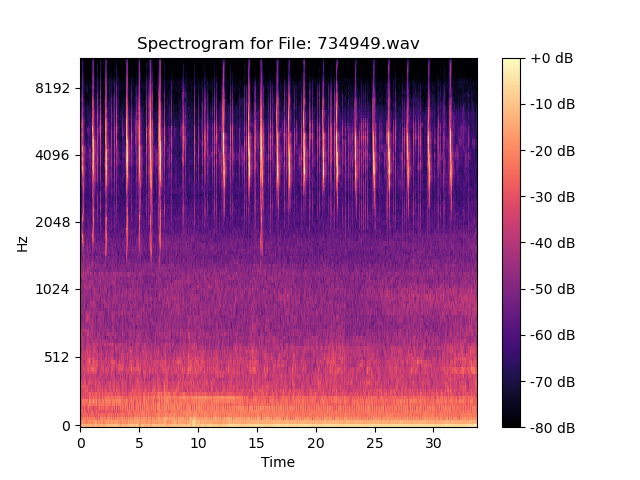 Spectrogram for File: 734949.wav
Hz
8192
4096
2048
1024
512
0
0 5 10 15 20 25 30
Time
+0 dB
-10 dB
-20 dB
-30 dB
-40 dB
-50 dB
-60 dB
-70 dB
-80 dB